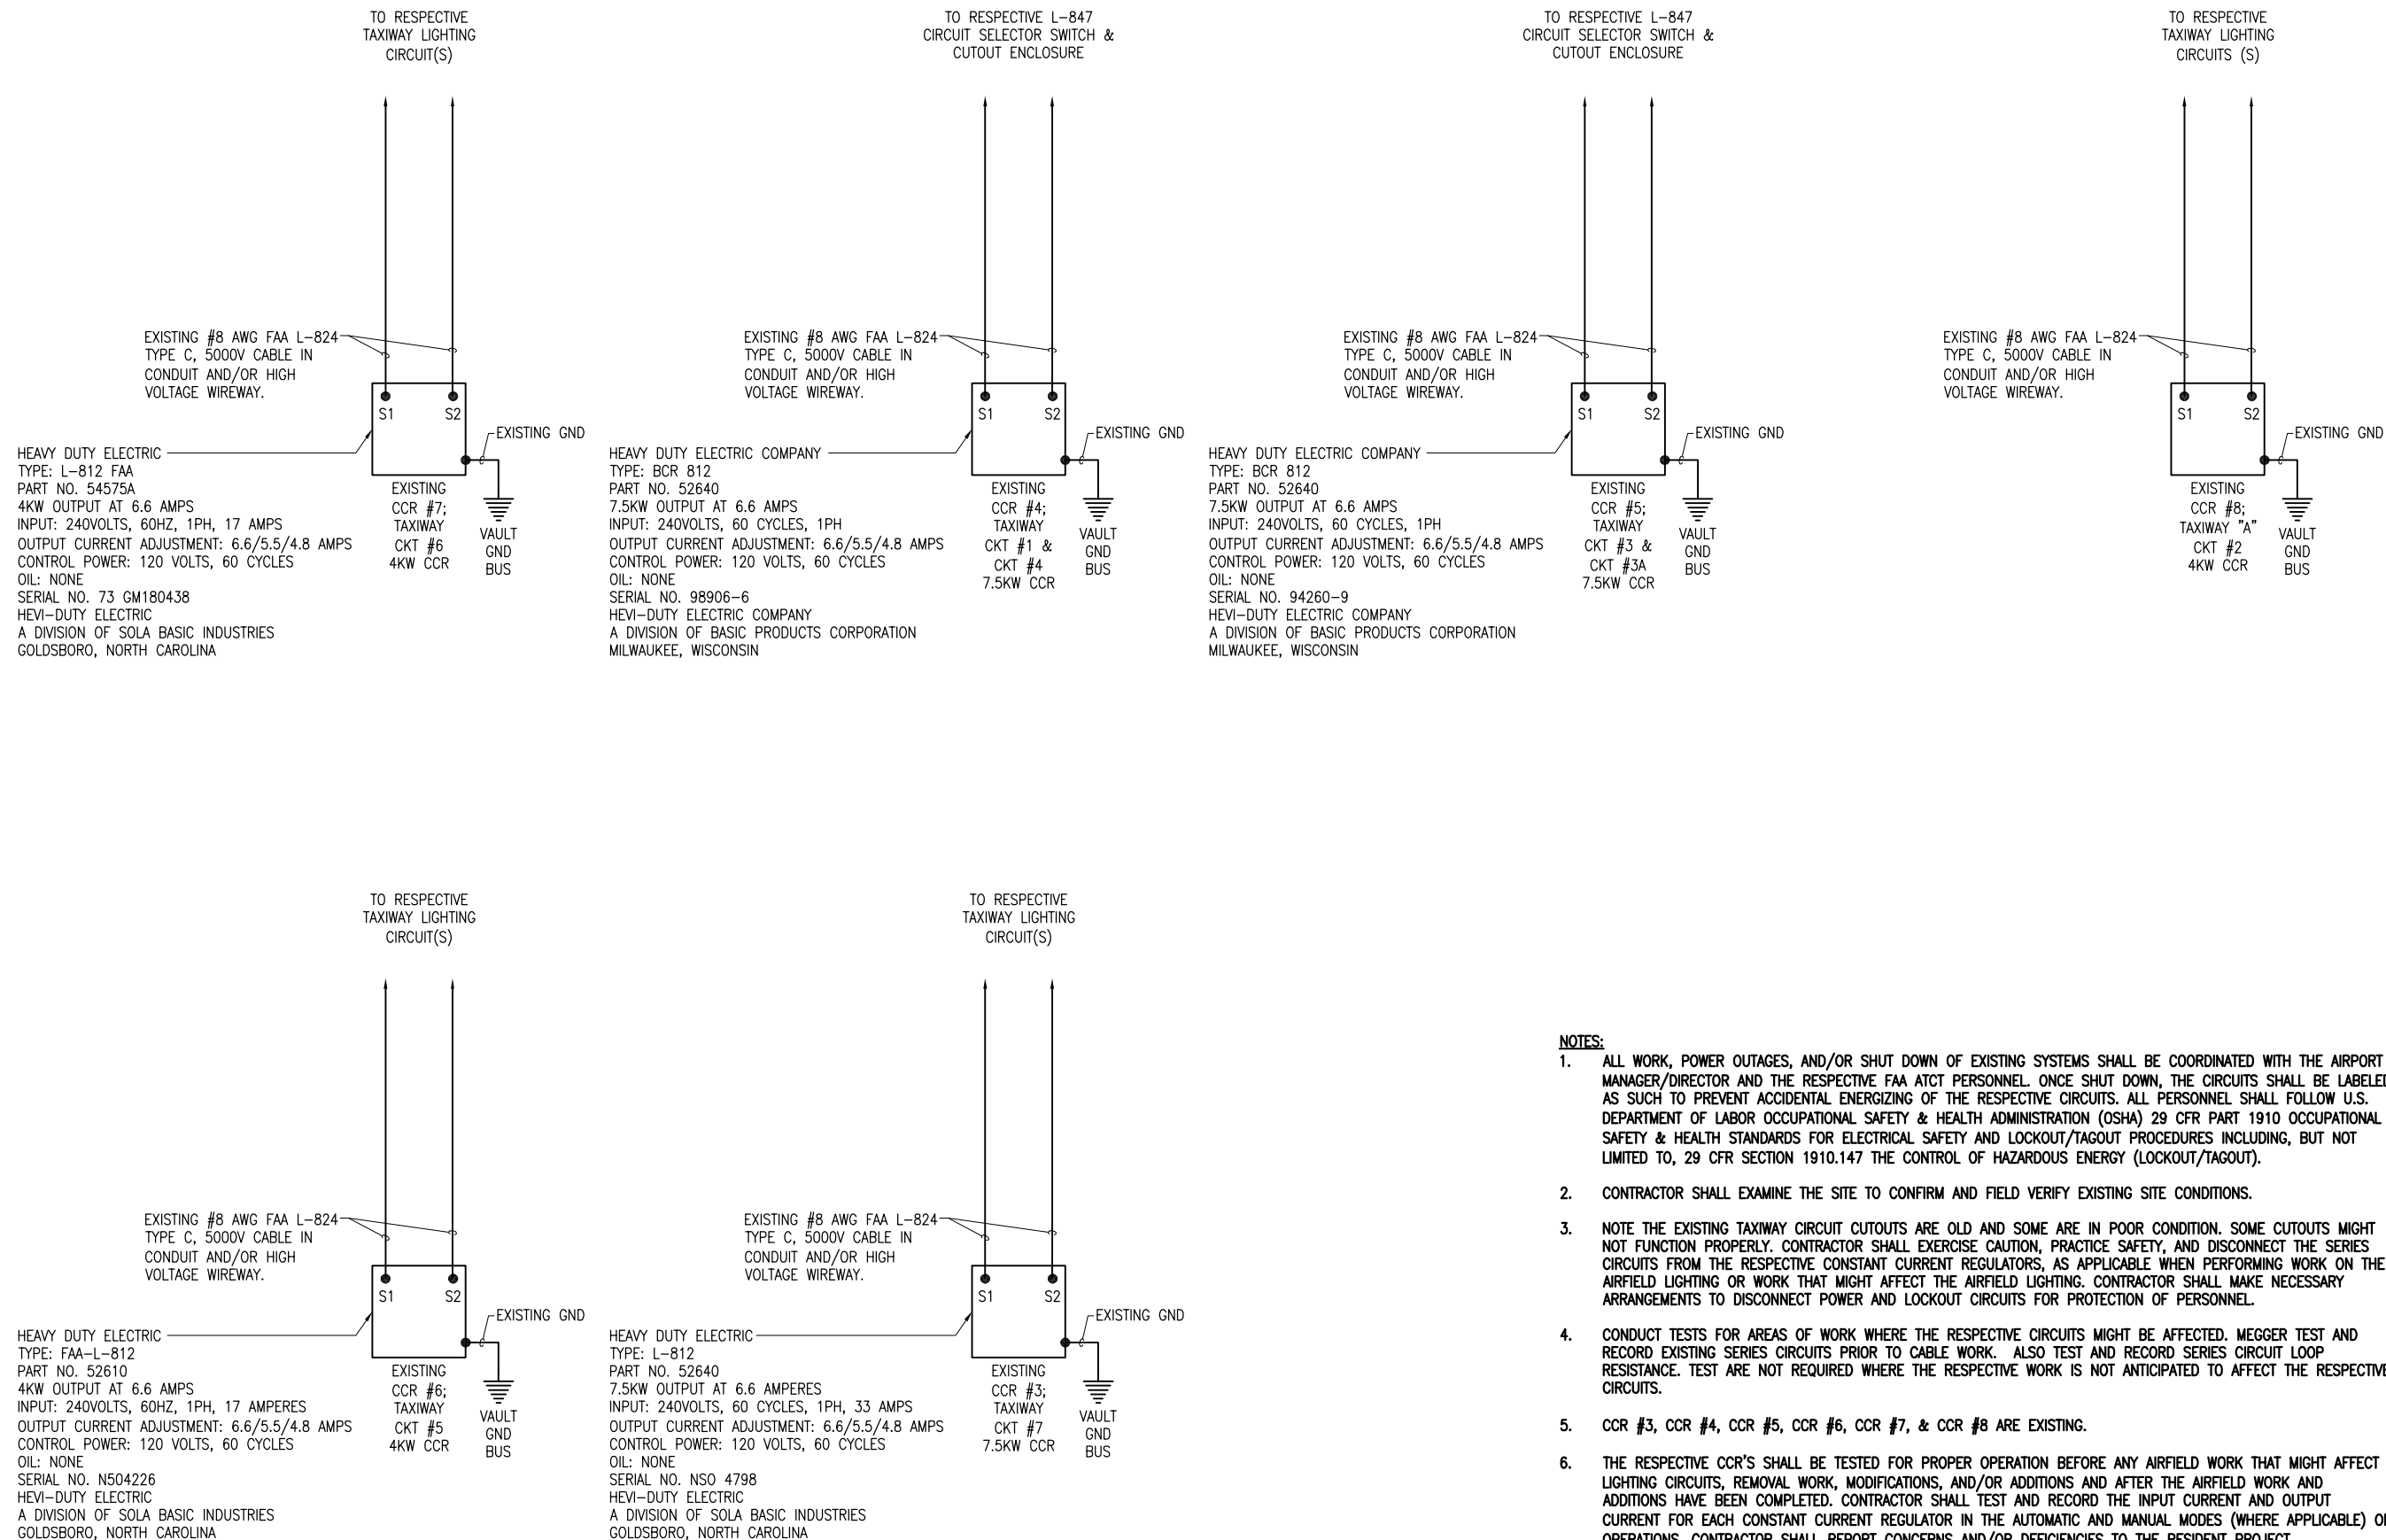 TO RESPECTIVE
TAXIWAY LIGHTING
CIRCUIT(S)
EXISTING #8 AWG FAA L-824
TYPE C, 5000V CABLE IN
CONDUIT AND/OR HIGH
VOLTAGE WIREWAY.
S1 S2
EXISTING GND
HEAVY DUTY ELECTRIC
TYPE: L-812 FAA
PART NO. 54575A
4KW OUTPUT AT 6.6 AMPS
INPUT: 240VOLTS, 60HZ, 1PH, 17 AMPS
OUTPUT CURRENT ADJUSTMENT: 6.6/5.5/4.8 AMPS
CONTROL POWER: 120 VOLTS, 60 CYCLES
OIL: NONE
SERIAL NO. 73 GM180438
HEVI-DUTY ELECTRIC
A DIVISION OF SOLA BASIC INDUSTRIES
GOLDSBORO, NORTH CAROLINA
EXISTING
CCR #7;
TAXIWAY
CKT #6
4KW CCR
VAULT
GND
BUS
TO RESPECTIVE L-847
CIRCUIT SELECTOR SWITCH &
CUTOUT ENCLOSURE
EXISTING #8 AWG FAA L-824
TYPE C, 5000V CABLE IN
CONDUIT AND/OR HIGH
VOLTAGE WIREWAY.
S1 S2
EXISTING GND
HEAVY DUTY ELECTRIC COMPANY
TYPE: BCR 812
PART NO. 52640
7.5KW OUTPUT AT 6.6 AMPS
INPUT: 240VOLTS, 60 CYCLES, 1PH
OUTPUT CURRENT ADJUSTMENT: 6.6/5.5/4.8 AMPS
CONTROL POWER: 120 VOLTS, 60 CYCLES
OIL: NONE
SERIAL NO. 98906-6
HEVI-DUTY ELECTRIC COMPANY
A DIVISION OF BASIC PRODUCTS CORPORATION
MILWAUKEE, WISCONSIN
EXISTING
CCR #4;
TAXIWAY
CKT #1 &
CKT #4
7.5KW CCR
VAULT
GND
BUS
TO RESPECTIVE L-847
CIRCUIT SELECTOR SWITCH &
CUTOUT ENCLOSURE
EXISTING #8 AWG FAA L-824
TYPE C, 5000V CABLE IN
CONDUIT AND/OR HIGH
VOLTAGE WIREWAY.
S1 S2
EXISTING GND
HEAVY DUTY ELECTRIC COMPANY
TYPE: BCR 812
PART NO. 52640
7.5KW OUTPUT AT 6.6 AMPS
INPUT: 240VOLTS, 60 CYCLES, 1PH
OUTPUT CURRENT ADJUSTMENT: 6.6/5.5/4.8 AMPS
CONTROL POWER: 120 VOLTS, 60 CYCLES
OIL: NONE
SERIAL NO. 94260-9
HEVI-DUTY ELECTRIC COMPANY
A DIVISION OF BASIC PRODUCTS CORPORATION
MILWAUKEE, WISCONSIN
EXISTING
CCR #5;
TAXIWAY
CKT #3 &
CKT #3A
7.5KW CCR
VAULT
GND
BUS
TO RESPECTIVE
TAXIWAY LIGHTING
CIRCUITS (S)
EXISTING #8 AWG FAA L-824
TYPE C, 5000V CABLE IN
CONDUIT AND/OR HIGH
VOLTAGE WIREWAY.
S1 S2
EXISTING GND
EXISTING
CCR #8;
TAXIWAY "A"
CKT #2
4KW CCR
VAULT
GND
BUS
TO RESPECTIVE
TAXIWAY LIGHTING
CIRCUIT(S)
EXISTING #8 AWG FAA L-824
TYPE C, 5000V CABLE IN
CONDUIT AND/OR HIGH
VOLTAGE WIREWAY.
S1 S2
EXISTING GND
HEAVY DUTY ELECTRIC
TYPE: FAA-L-812
PART NO. 52610
4KW OUTPUT AT 6.6 AMPS
INPUT: 240VOLTS, 60HZ, 1PH, 17 AMPERES
OUTPUT CURRENT ADJUSTMENT: 6.6/5.5/4.8 AMPS
CONTROL POWER: 120 VOLTS, 60 CYCLES
OIL: NONE
SERIAL NO. N504226
HEVI-DUTY ELECTRIC
A DIVISION OF SOLA BASIC INDUSTRIES
GOLDSBORO, NORTH CAROLINA
EXISTING
CCR #6;
TAXIWAY
CKT #5
4KW CCR
VAULT
GND
BUS
TO RESPECTIVE
TAXIWAY LIGHTING
CIRCUIT(S)
EXISTING #8 AWG FAA L-824
TYPE C, 5000V CABLE IN
CONDUIT AND/OR HIGH
VOLTAGE WIREWAY.
S1 S2
EXISTING GND
HEAVY DUTY ELECTRIC
TYPE: L-812
PART NO. 52640
7.5KW OUTPUT AT 6.6 AMPERES
INPUT: 240VOLTS, 60 CYCLES, 1PH, 33 AMPS
OUTPUT CURRENT ADJUSTMENT: 6.6/5.5/4.8 AMPS
CONTROL POWER: 120 VOLTS, 60 CYCLES
OIL: NONE
SERIAL NO. NSO 4798
HEVI-DUTY ELECTRIC
A DIVISION OF SOLA BASIC INDUSTRIES
GOLDSBORO, NORTH CAROLINA
EXISTING
CCR #3;
TAXIWAY
CKT #7
7.5KW CCR
VAULT
GND
BUS
NOTES:
1. ALL WORK, POWER OUTAGES, AND/OR SHUT DOWN OF EXISTING SYSTEMS SHALL BE COORDINATED WITH THE AIRPORT
MANAGER/DIRECTOR AND THE RESPECTIVE FAA ATCT PERSONNEL. ONCE SHUT DOWN, THE CIRCUITS SHALL BE LABELED
AS SUCH TO PREVENT ACCIDENTAL ENERGIZING OF THE RESPECTIVE CIRCUITS. ALL PERSONNEL SHALL FOLLOW U.S.
DEPARTMENT OF LABOR OCCUPATIONAL SAFETY & HEALTH ADMINISTRATION (OSHA) 29 CFR PART 1910 OCCUPATIONAL
SAFETY & HEALTH STANDARDS FOR ELECTRICAL SAFETY AND LOCKOUT/TAGOUT PROCEDURES INCLUDING, BUT NOT
LIMITED TO, 29 CFR SECTION 1910.147 THE CONTROL OF HAZARDOUS ENERGY (LOCKOUT/TAGOUT).
2. CONTRACTOR SHALL EXAMINE THE SITE TO CONFIRM AND FIELD VERIFY EXISTING SITE CONDITIONS.
3. NOTE THE EXISTING TAXIWAY CIRCUIT CUTOUTS ARE OLD AND SOME ARE IN POOR CONDITION. SOME CUTOUTS MIGHT
NOT FUNCTION PROPERLY. CONTRACTOR SHALL EXERCISE CAUTION, PRACTICE SAFETY, AND DISCONNECT THE SERIES
CIRCUITS FROM THE RESPECTIVE CONSTANT CURRENT REGULATORS, AS APPLICABLE WHEN PERFORMING WORK ON THE
AIRFIELD LIGHTING OR WORK THAT MIGHT AFFECT THE AIRFIELD LIGHTING. CONTRACTOR SHALL MAKE NECESSARY
ARRANGEMENTS TO DISCONNECT POWER AND LOCKOUT CIRCUITS FOR PROTECTION OF PERSONNEL.
4. CONDUCT TESTS FOR AREAS OF WORK WHERE THE RESPECTIVE CIRCUITS MIGHT BE AFFECTED. MEGGER TEST AND
RECORD EXISTING SERIES CIRCUITS PRIOR TO CABLE WORK. ALSO TEST AND RECORD SERIES CIRCUIT LOOP
RESISTANCE. TEST ARE NOT REQUIRED WHERE THE RESPECTIVE WORK IS NOT ANTICIPATED TO AFFECT THE RESPECTIVE
CIRCUITS.
5. CCR #3, CCR #4, CCR #5, CCR #6, CCR #7, & CCR #8 ARE EXISTING.
6. THE RESPECTIVE CCR'S SHALL BE TESTED FOR PROPER OPERATION BEFORE ANY AIRFIELD WORK THAT MIGHT AFFECT
LIGHTING CIRCUITS, REMOVAL WORK, MODIFICATIONS, AND/OR ADDITIONS AND AFTER THE AIRFIELD WORK AND
ADDITIONS HAVE BEEN COMPLETED. CONTRACTOR SHALL TEST AND RECORD THE INPUT CURRENT AND OUTPUT
CURRENT FOR EACH CONSTANT CURRENT REGULATOR IN THE AUTOMATIC AND MANUAL MODES (WHERE APPLICABLE) OF
OPERATIONS. CONTRACTOR SHALL REPORT CONCERNS AND/OR DEFICIENCIES TO THE RESIDENT PROJECT